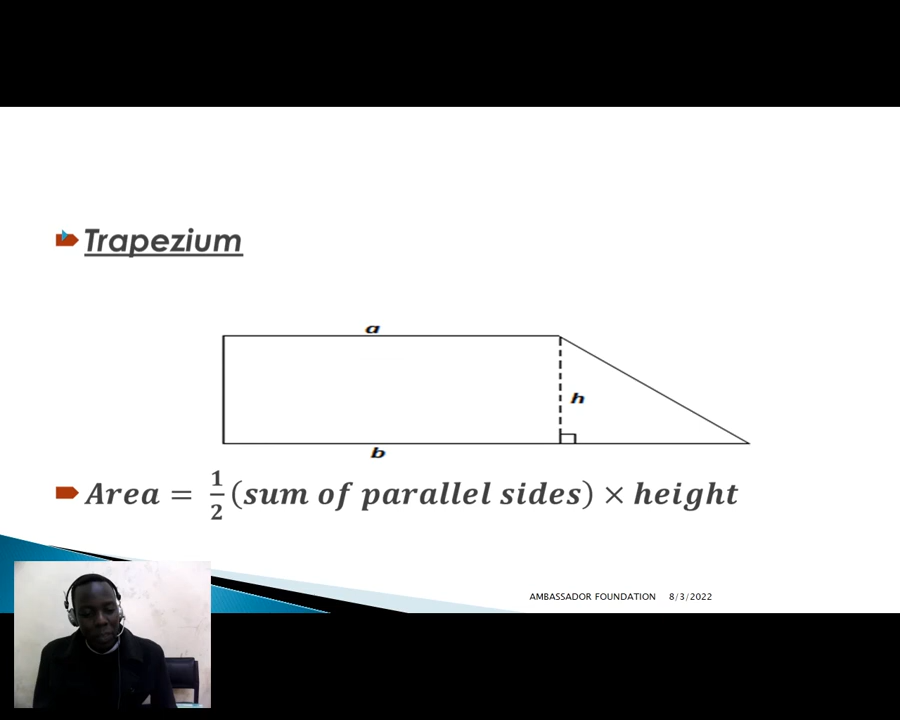 Trapezium
a
h
b
Area = 1/2 (sum of parallel sides) × height
AMBASSADOR FOUNDATION 8/3/2022